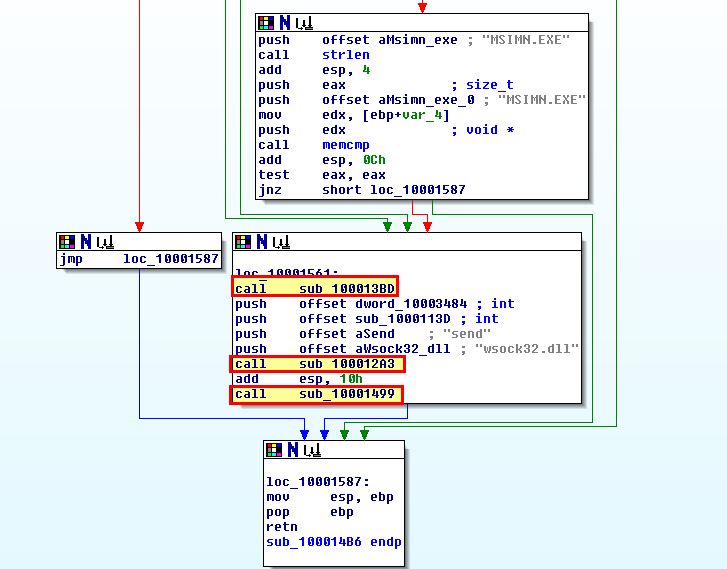 push offset aMsimn_exe ; "MSIMN.EXE"
call strlen
add esp, 4
push eax ; size_t
push offset aMsimn_exe_0 ; "MSIMN.EXE"
mov edx, [ebp+var_4]
push edx ; void *
call memcmp
add esp, 0Ch
test eax, eax
jnz short loc_10001587
jmp loc_10001587
loc_10001561:
call sub_100013BD
push offset dword_10003484 ; int
push offset sub_1000113D ; int
push offset aSend ; "send"
push offset aWsock32_dll ; "wsock32.dll"
call sub_100012A3
add esp, 10h
call sub_10001499
loc_10001587:
mov esp, ebp
pop ebp
retn
sub_100014B6 endp